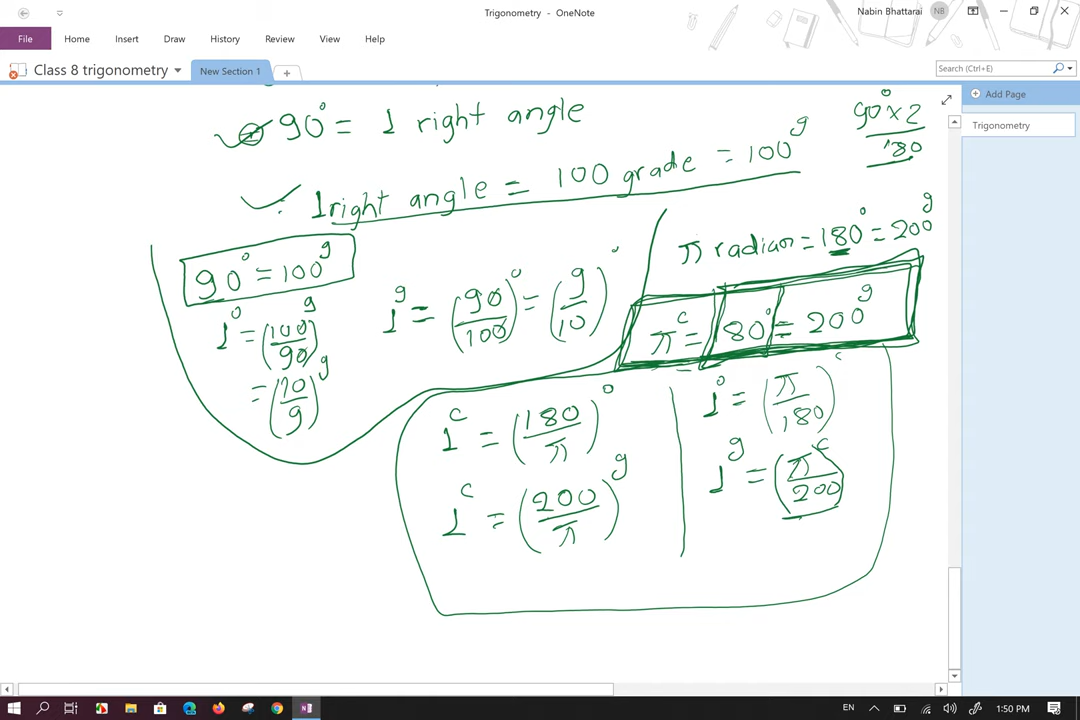 Trigonometry - OneNote
Nabin Bhattarai NB
File Home Insert Draw History Review View Help
Class 8 trigonometry New Section 1 +
Search (Ctrl+E)
Add Page
Trigonometry
90° = 1 right angle
90° × 2
180
1 right angle = 100 grade = 100^g
π radian = 180° = 200^g
90° = 100^g
1° = (100/90)^g
= (10/9)^g
1^g = (90/100)° = (9/10)°
π^c = 180° = 200^g
1^c = (180/π)°
1^c = (200/π)^g
1° = (π/180)^c
1^g = (π/200)^c
EN 1:50 PM